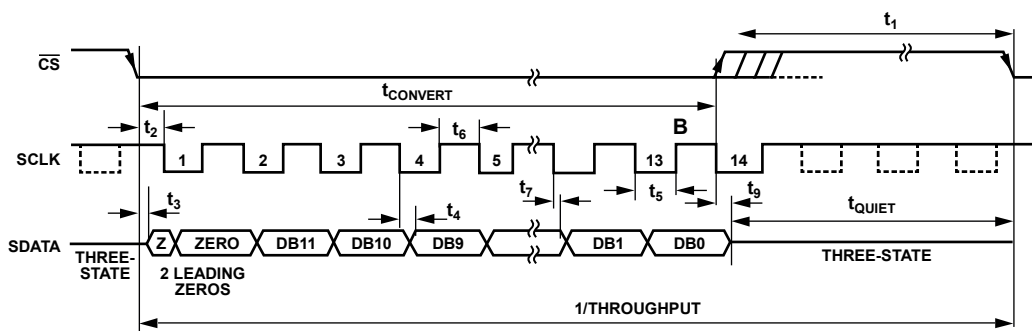 t1
CS
tCONVERT
t2
t6
B
SCLK
1
2
3
4
5
13
14
t3
t4
t7
t5
t9
tQUIET
SDATA
Z
ZERO
DB11
DB10
DB9
DB1
DB0
THREE-
STATE
2 LEADING
ZEROS
THREE-STATE
1/THROUGHPUT